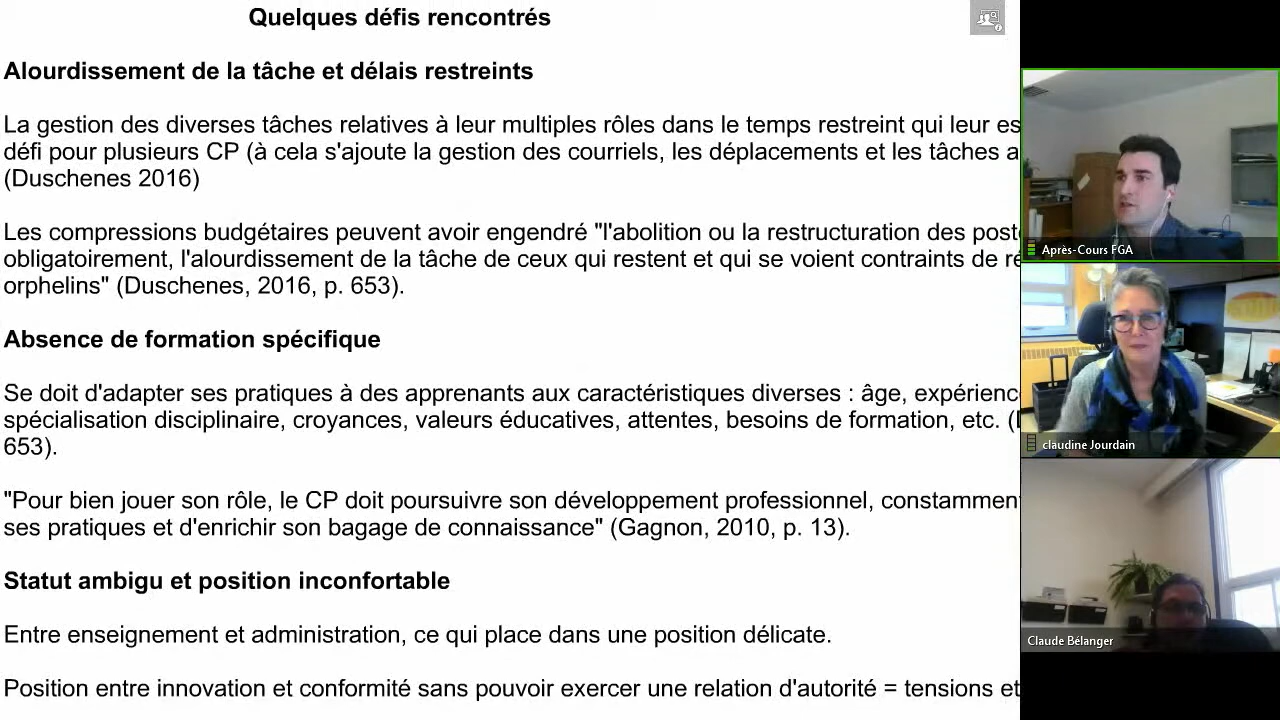 Quelques défis rencontrés
Alourdissement de la tâche et délais restreints
La gestion des diverses tâches relatives à leur multiples rôles dans le temps restreint qui leur es
défi pour plusieurs CP (à cela s'ajoute la gestion des courriels, les déplacements et les tâches a
(Duschenes 2016)
Les compressions budgétaires peuvent avoir engendré "l'abolition ou la restructuration des post
obligatoirement, l'alourdissement de la tâche de ceux qui restent et qui se voient contraints de ré
orphelins" (Duschenes, 2016, p. 653).
Absence de formation spécifique
Se doit d'adapter ses pratiques à des apprenants aux caractéristiques diverses : âge, expérienc
spécialisation disciplinaire, croyances, valeurs éducatives, attentes, besoins de formation, etc. (
653).
"Pour bien jouer son rôle, le CP doit poursuivre son développement professionnel, constammen
ses pratiques et d'enrichir son bagage de connaissance" (Gagnon, 2010, p. 13).
Statut ambigu et position inconfortable
Entre enseignement et administration, ce qui place dans une position délicate.
Position entre innovation et conformité sans pouvoir exercer une relation d'autorité = tensions et
Après-Cours FGA
claudine Jourdain
Claude Bélanger